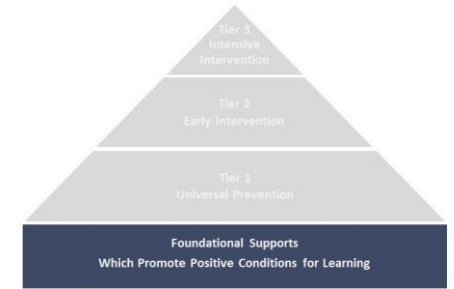 Tier 3
Intensive
Intervention
Tier 2
Early Intervention
Tier 1
Universal Prevention
Foundational Supports
Which Promote Positive Conditions for Learning